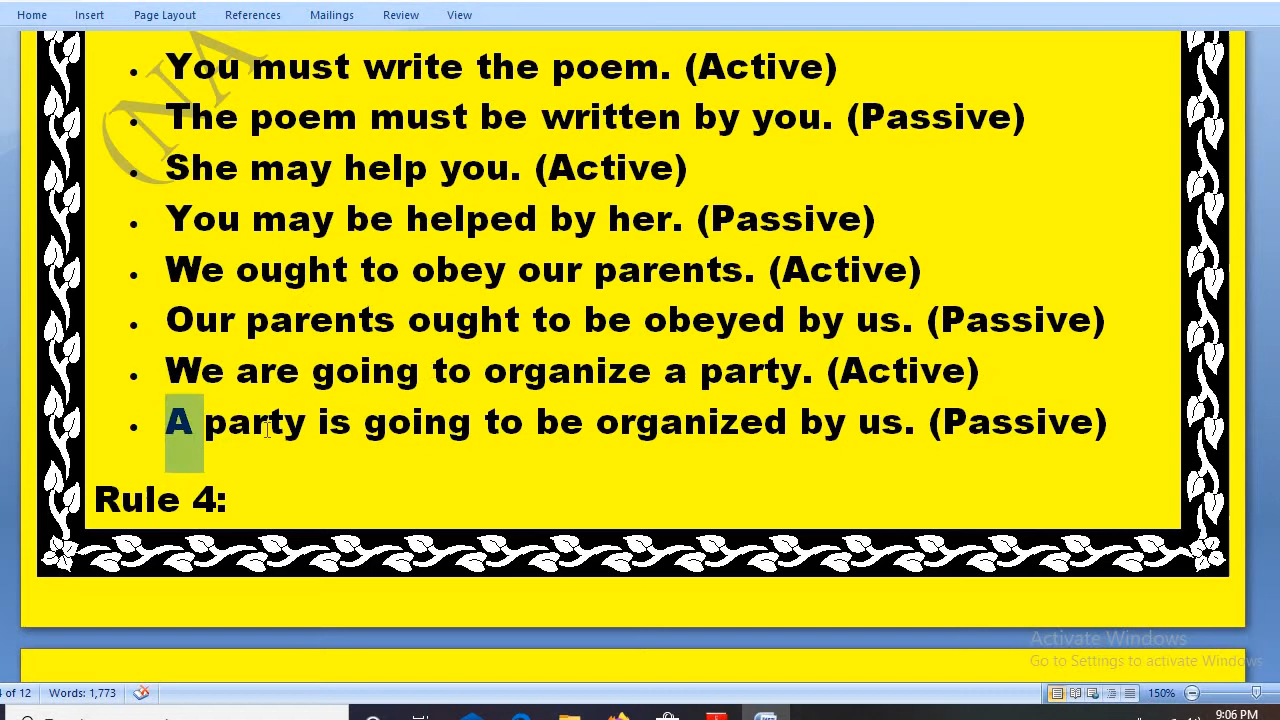 Home Insert Page Layout References Mailings Review View
(NA
• You must write the poem. (Active)
• The poem must be written by you. (Passive)
• She may help you. (Active)
• You may be helped by her. (Passive)
• We ought to obey our parents. (Active)
• Our parents ought to be obeyed by us. (Passive)
• We are going to organize a party. (Active)
• A party is going to be organized by us. (Passive)
Rule 4:
Activate Windows
Go to Settings to activate Windows
of 12 Words: 1,773 150%
9:06 PM